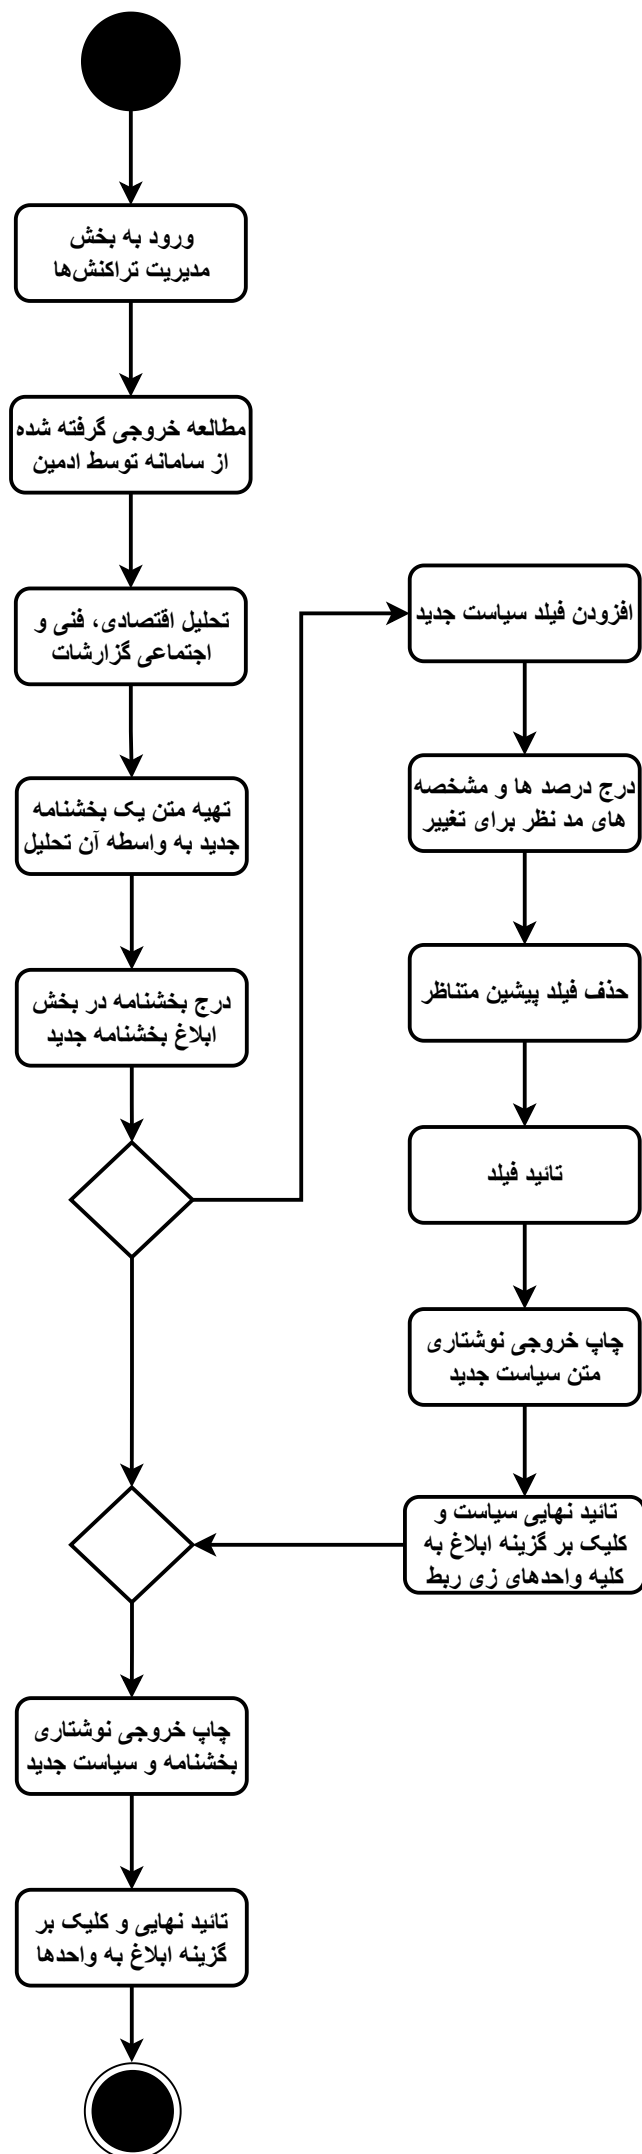 ورود به بخش
مدیریت تراکنش‌ها
مطالعه خروجی گرفته شده
از سامانه توسط ادمین
تحلیل اقتصادی، فنی و
اجتماعی گزارشات
تهیه متن یک بخشنامه
جدید به واسطه آن تحلیل
درج بخشنامه در بخش
ابلاغ بخشنامه جدید
افزودن فیلد سیاست جدید
درج درصد ها و مشخصه
های مد نظر برای تغییر
حذف فیلد پیشین متناظر
تائید فیلد
چاپ خروجی نوشتاری
متن سیاست جدید
تائید نهایی سیاست و
کلیک بر گزینه ابلاغ به
کلیه واحدهای زی ربط
چاپ خروجی نوشتاری
بخشنامه و سیاست جدید
تائید نهایی و کلیک بر
گزینه ابلاغ به واحدها